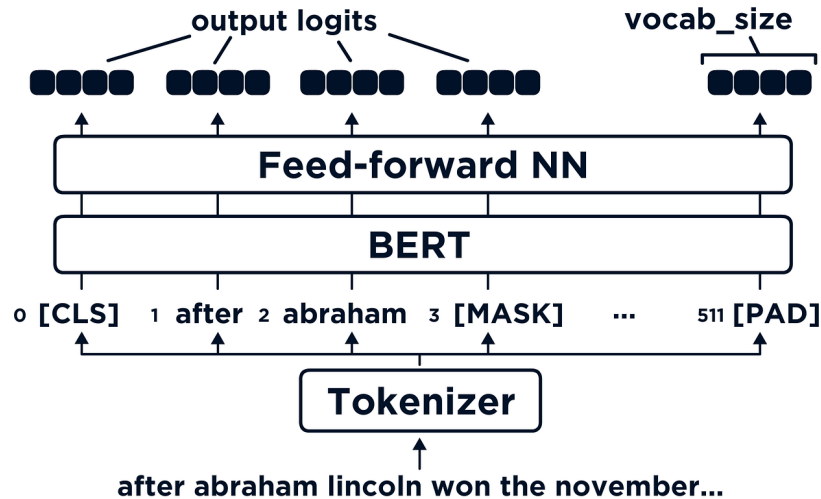 output logits
vocab_size
Feed-forward NN
BERT
0 [CLS] 1 after 2 abraham 3 [MASK] ... 511 [PAD]
Tokenizer
after abraham lincoln won the november...